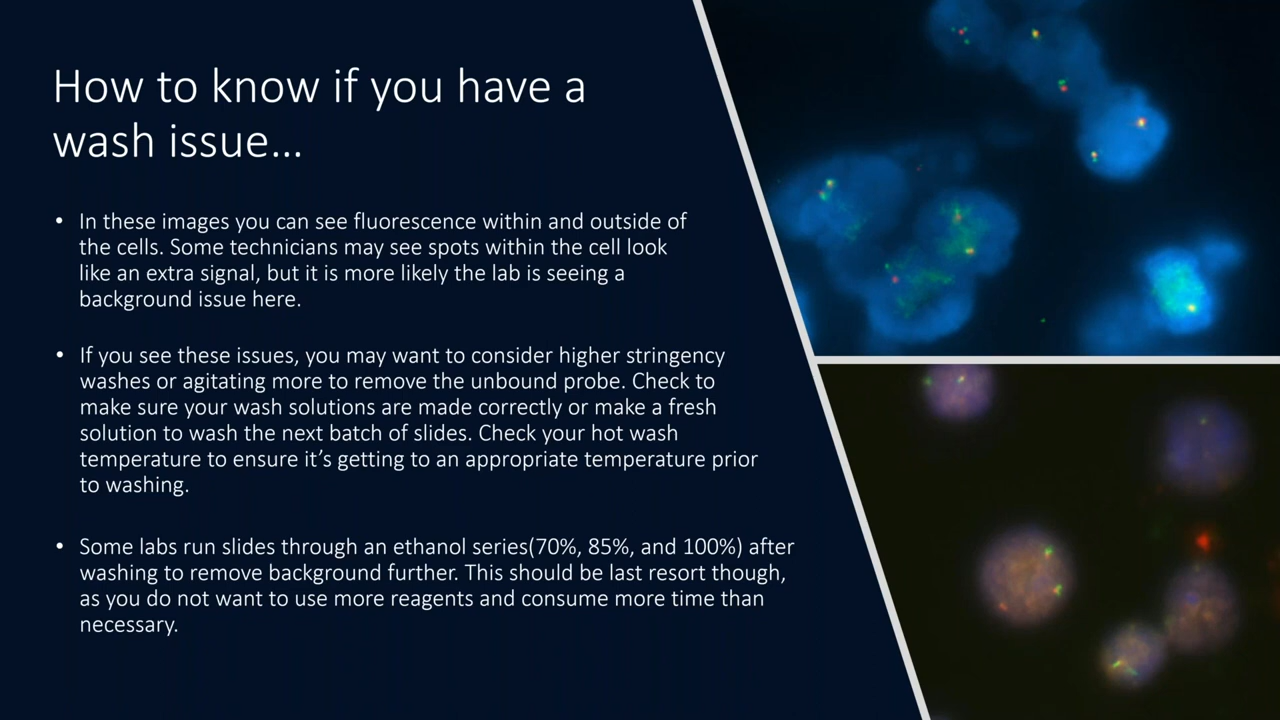 How to know if you have a
wash issue...
• In these images you can see fluorescence within and outside of
the cells. Some technicians may see spots within the cell look
like an extra signal, but it is more likely the lab is seeing a
background issue here.
• If you see these issues, you may want to consider higher stringency
washes or agitating more to remove the unbound probe. Check to
make sure your wash solutions are made correctly or make a fresh
solution to wash the next batch of slides. Check your hot wash
temperature to ensure it’s getting to an appropriate temperature prior
to washing.
• Some labs run slides through an ethanol series(70%, 85%, and 100%) after
washing to remove background further. This should be last resort though,
as you do not want to use more reagents and consume more time than
necessary.